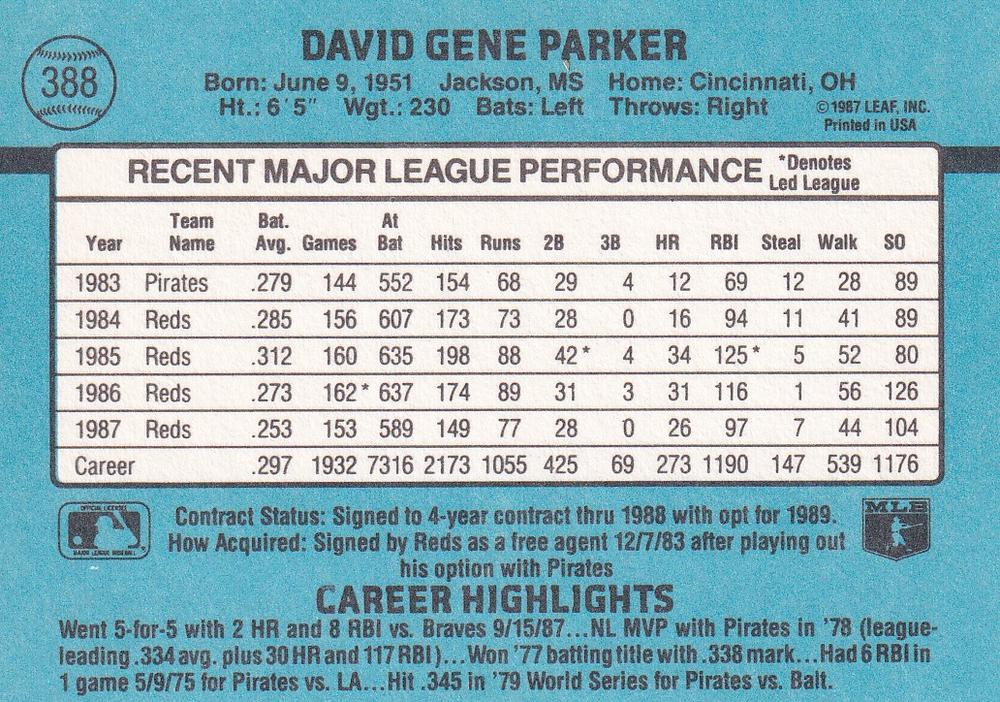 388
DAVID GENE PARKER
Born: June 9, 1951 Jackson, MS Home: Cincinnati, OH
Ht.: 6'5" Wgt.: 230 Bats: Left Throws: Right
©1987 LEAF, INC.
Printed in USA
RECENT MAJOR LEAGUE PERFORMANCE *Denotes Led League
Year Team Name Bat. Avg. Games At Bat Hits Runs 2B 3B HR RBI Steal Walk SO
1983 Pirates .279 144 552 154 68 29 4 12 69 12 28 89
1984 Reds .285 156 607 173 73 28 0 16 94 11 41 89
1985 Reds .312 160 635 198 88 42* 4 34 125* 5 52 80
1986 Reds .273 162* 637 174 89 31 3 31 116 1 56 126
1987 Reds .253 153 589 149 77 28 0 26 97 7 44 104
Career .297 1932 7316 2173 1055 425 69 273 1190 147 539 1176
OFFICIAL LICENSEE
MAJOR LEAGUE BASEBALL
Contract Status: Signed to 4-year contract thru 1988 with opt for 1989.
How Acquired: Signed by Reds as a free agent 12/7/83 after playing out
his option with Pirates
MLB
CAREER HIGHLIGHTS
Went 5-for-5 with 2 HR and 8 RBI vs. Braves 9/15/87...NL MVP with Pirates in '78 (league-
leading .334 avg. plus 30 HR and 117 RBI)...Won '77 batting title with .338 mark...Had 6 RBI in
1 game 5/9/75 for Pirates vs. LA...Hit .345 in '79 World Series for Pirates vs. Balt.